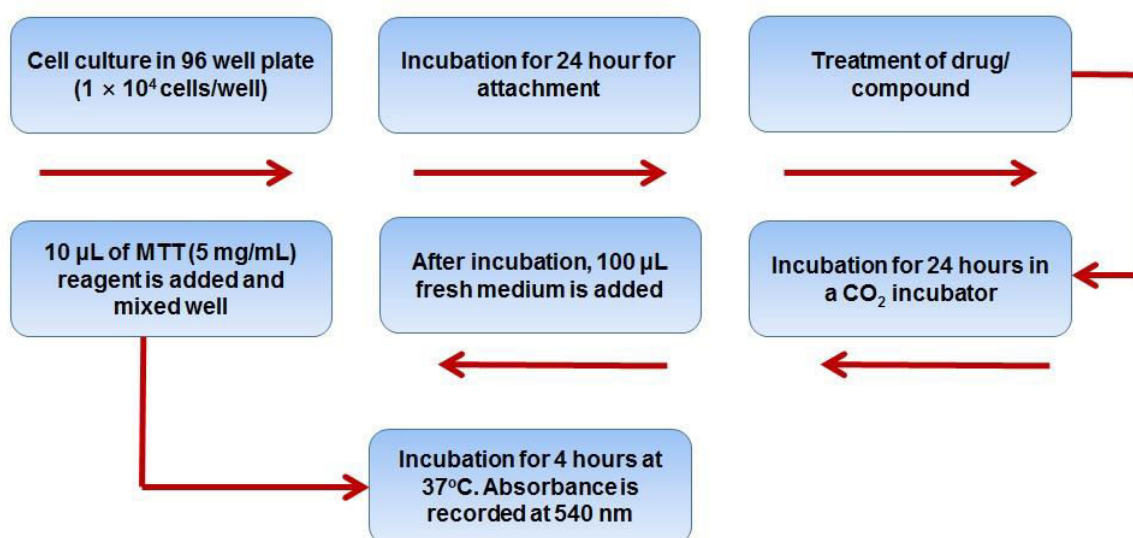 Cell culture in 96 well plate
(1 × 10⁴ cells/well)
Incubation for 24 hour for
attachment
Treatment of drug/
compound
Incubation for 24 hours in
a CO₂ incubator
After incubation, 100 µL
fresh medium is added
10 µL of MTT (5 mg/mL)
reagent is added and
mixed well
Incubation for 4 hours at
37ºC. Absorbance is
recorded at 540 nm